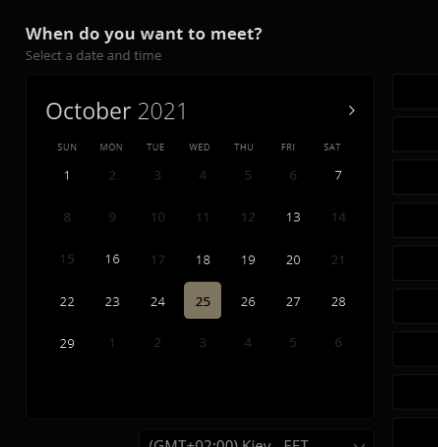 When do you want to meet?
Select a date and time
October 2021
SUN MON TUE WED THU FRI SAT
1 2 3 4 5 6 7
8 9 10 11 12 13 14
15 16 17 18 19 20 21
22 23 24 25 26 27 28
29 1 2 3 4 5 6
(GMT+02:00) Kiev, EET